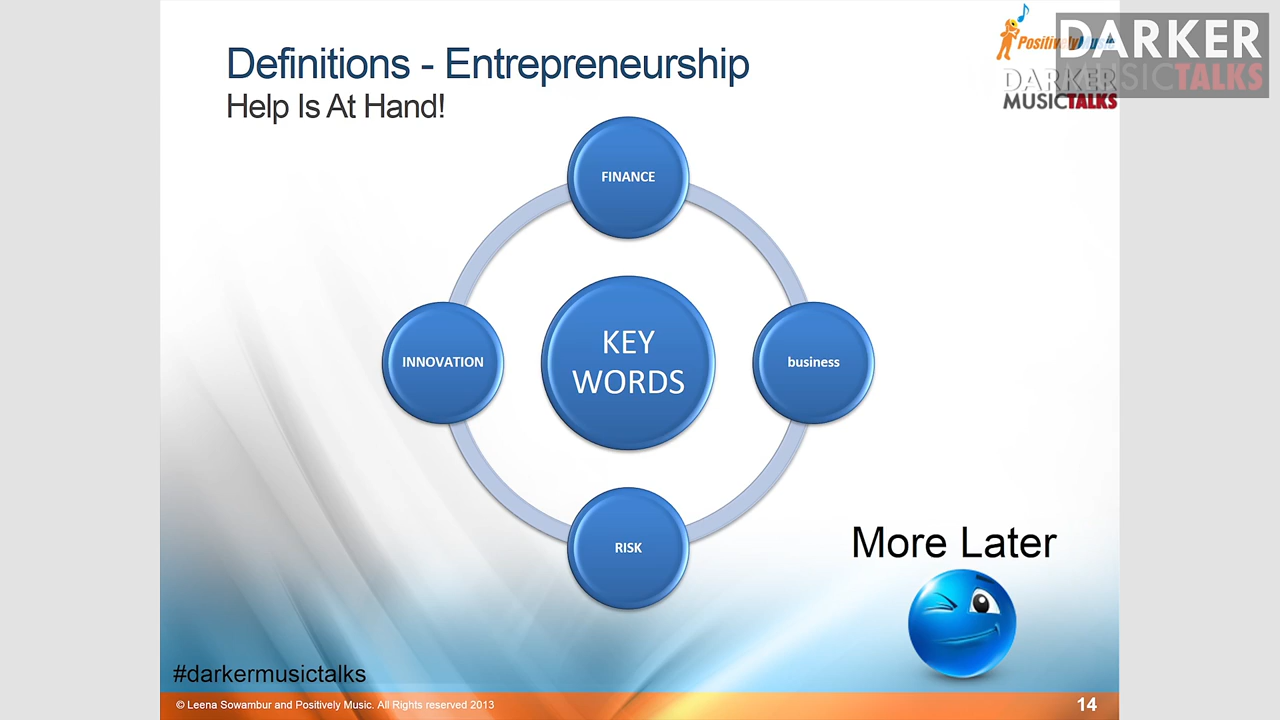 Definitions - Entrepreneurship
Help Is At Hand!
PositivelyMusic
DARKER
MUSICTALKS
DARKER
MUSICTALKS
FINANCE
INNOVATION
KEY
WORDS
business
RISK
More Later
#darkermusictalks
© Leena Sowambur and Positively Music. All Rights reserved 2013
14